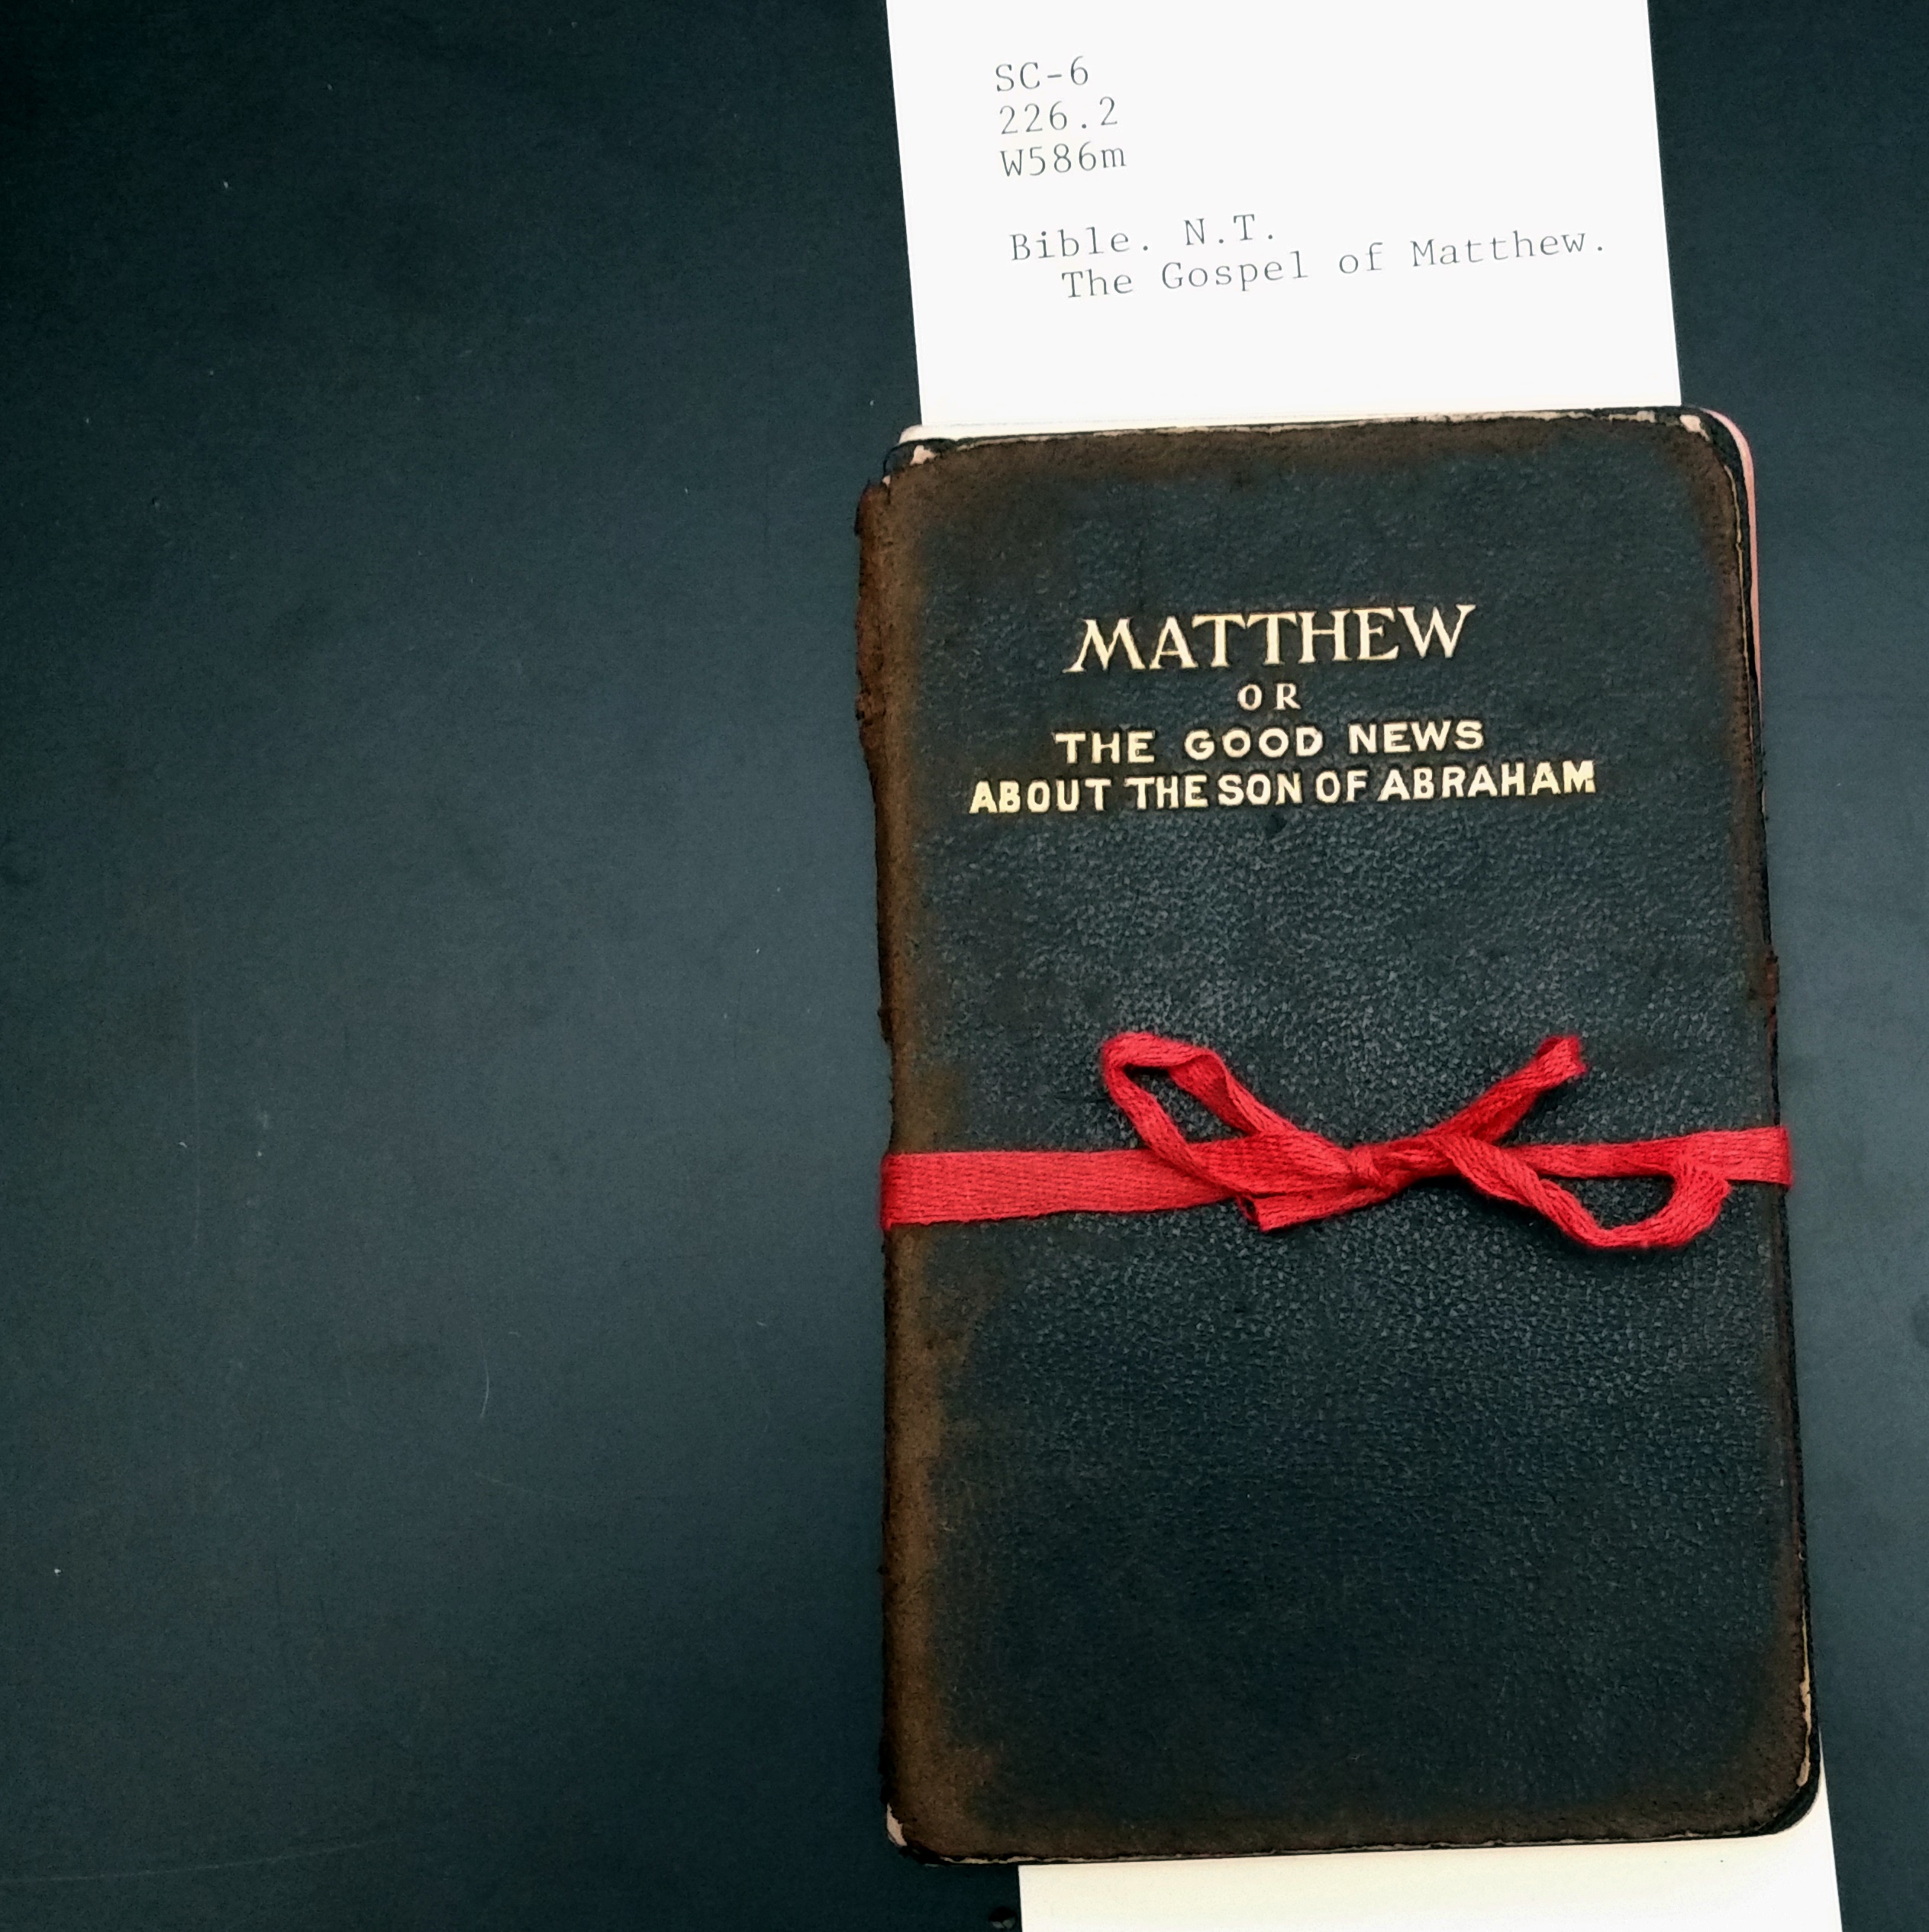 SC-6
226.2
W586m
Bible. N.T.
The Gospel of Matthew.
MATTHEW
OR
THE GOOD NEWS
ABOUT THE SON OF ABRAHAM